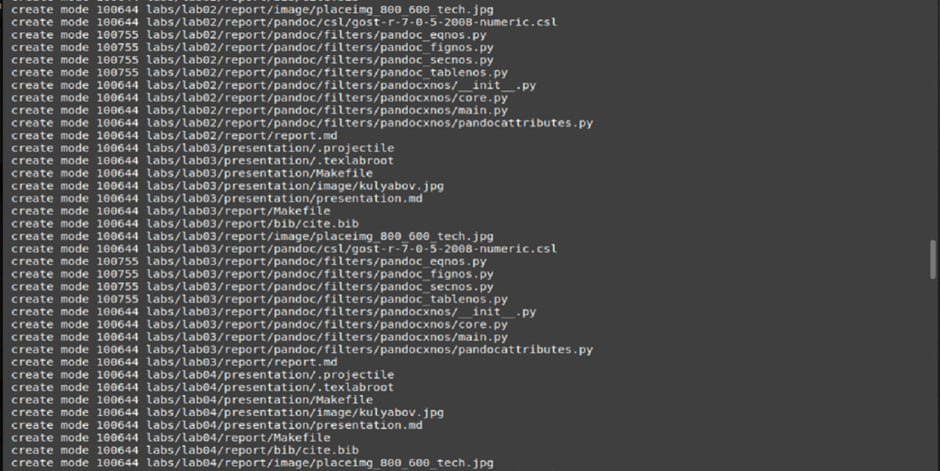 create mode 100644 labs/lab02/report/image/placeimg_800_600_tech.jpg
create mode 100644 labs/lab02/report/pandoc/csl/gost-r-7-0-5-2008-numeric.csl
create mode 100755 labs/lab02/report/pandoc/filters/pandoc_eqnos.py
create mode 100755 labs/lab02/report/pandoc/filters/pandoc_fignos.py
create mode 100755 labs/lab02/report/pandoc/filters/pandoc_secnos.py
create mode 100755 labs/lab02/report/pandoc/filters/pandoc_tablenos.py
create mode 100644 labs/lab02/report/pandoc/filters/pandocxnos/__init__.py
create mode 100644 labs/lab02/report/pandoc/filters/pandocxnos/core.py
create mode 100644 labs/lab02/report/pandoc/filters/pandocxnos/main.py
create mode 100644 labs/lab02/report/pandoc/filters/pandocxnos/pandocattributes.py
create mode 100644 labs/lab02/report/report.md
create mode 100644 labs/lab03/presentation/.projectile
create mode 100644 labs/lab03/presentation/.texlabroot
create mode 100644 labs/lab03/presentation/Makefile
create mode 100644 labs/lab03/presentation/image/kulyabov.jpg
create mode 100644 labs/lab03/presentation/presentation.md
create mode 100644 labs/lab03/report/Makefile
create mode 100644 labs/lab03/report/bib/cite.bib
create mode 100644 labs/lab03/report/image/placeimg_800_600_tech.jpg
create mode 100644 labs/lab03/report/pandoc/csl/gost-r-7-0-5-2008-numeric.csl
create mode 100755 labs/lab03/report/pandoc/filters/pandoc_eqnos.py
create mode 100755 labs/lab03/report/pandoc/filters/pandoc_fignos.py
create mode 100755 labs/lab03/report/pandoc/filters/pandoc_secnos.py
create mode 100755 labs/lab03/report/pandoc/filters/pandoc_tablenos.py
create mode 100644 labs/lab03/report/pandoc/filters/pandocxnos/__init__.py
create mode 100644 labs/lab03/report/pandoc/filters/pandocxnos/core.py
create mode 100644 labs/lab03/report/pandoc/filters/pandocxnos/main.py
create mode 100644 labs/lab03/report/pandoc/filters/pandocxnos/pandocattributes.py
create mode 100644 labs/lab03/report/report.md
create mode 100644 labs/lab04/presentation/.projectile
create mode 100644 labs/lab04/presentation/.texlabroot
create mode 100644 labs/lab04/presentation/Makefile
create mode 100644 labs/lab04/presentation/image/kulyabov.jpg
create mode 100644 labs/lab04/presentation/presentation.md
create mode 100644 labs/lab04/report/Makefile
create mode 100644 labs/lab04/report/bib/cite.bib
create mode 100644 labs/lab04/report/image/placeimg_800_600_tech.jpg